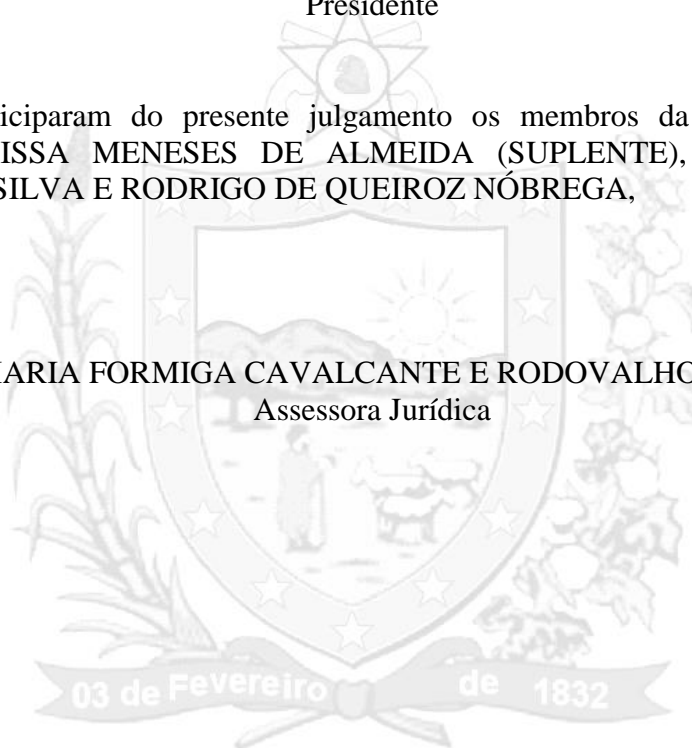 Presidente
iciparam do presente julgamento os membros da
ISSA MENESES DE ALMEIDA (SUPLENTE),
SILVA E RODRIGO DE QUEIROZ NÓBREGA,
IARIA FORMIGA CAVALCANTE E RODOVALHO
Assessora Jurídica
03 de Fevereiro de 1832